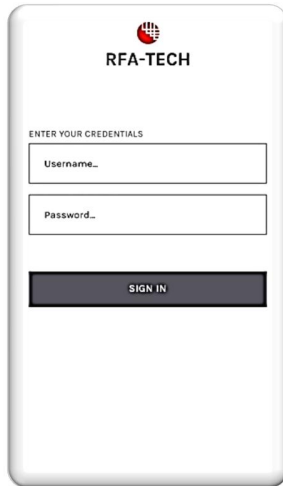 RFA-TECH
ENTER YOUR CREDENTIALS
Username...
Password...
SIGN IN